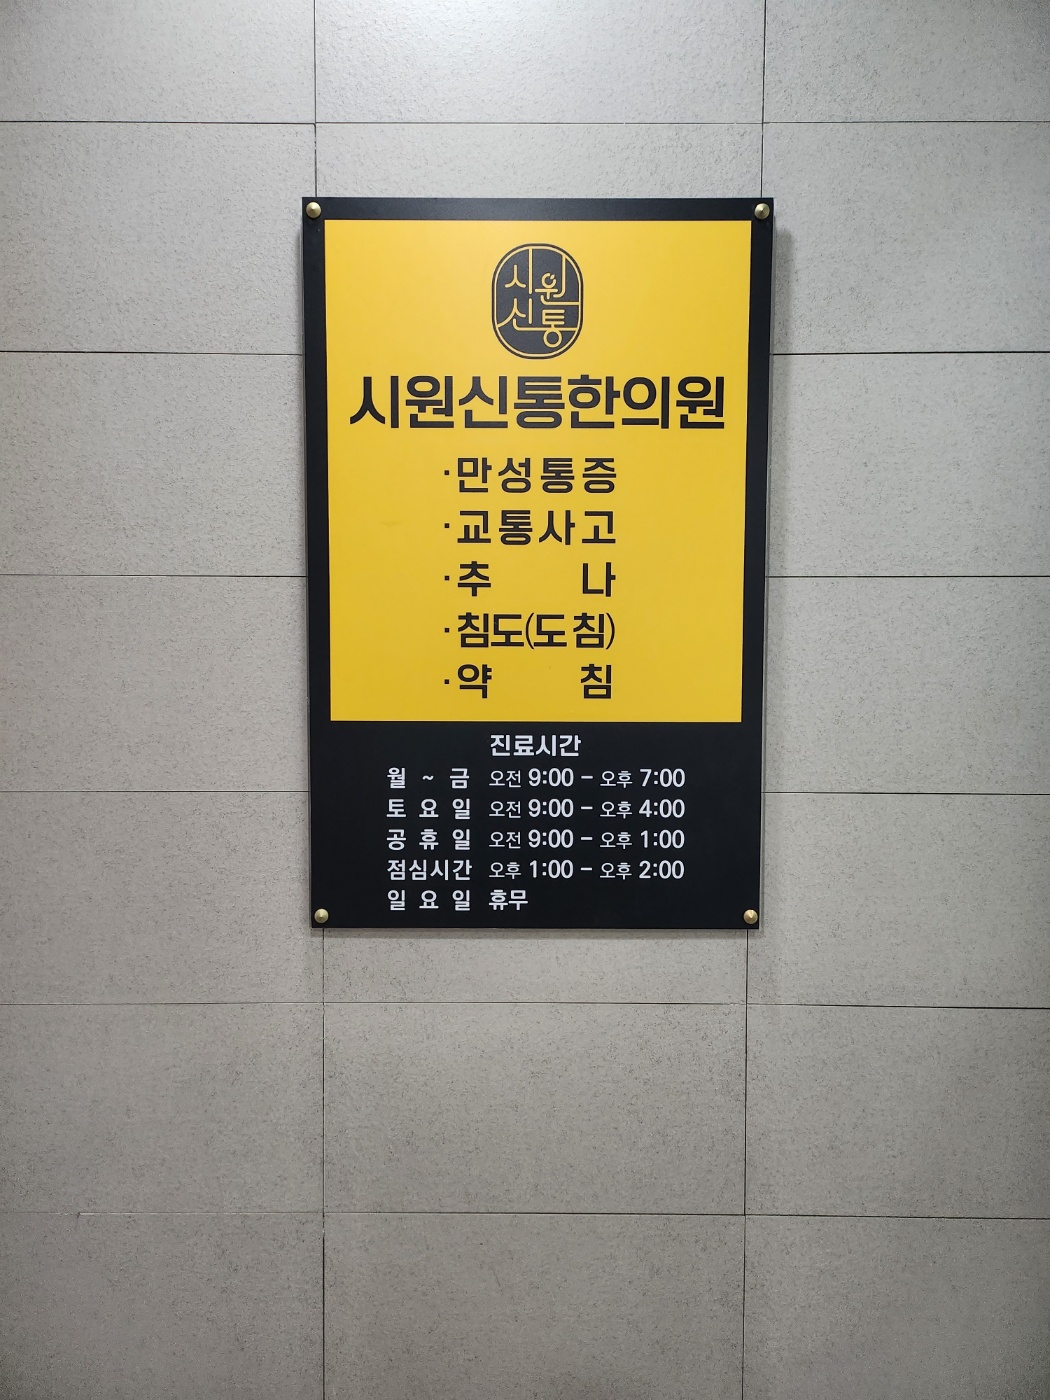 시원
신통
시원신통한의원
·만성통증
·교통사고
·추 나
·침도(도침)
·약 침
진료시간
월 ~ 금 오전 9:00 - 오후 7:00
토 요 일 오전 9:00 - 오후 4:00
공 휴 일 오전 9:00 - 오후 1:00
점심시간 오후 1:00 - 오후 2:00
일 요 일 휴무